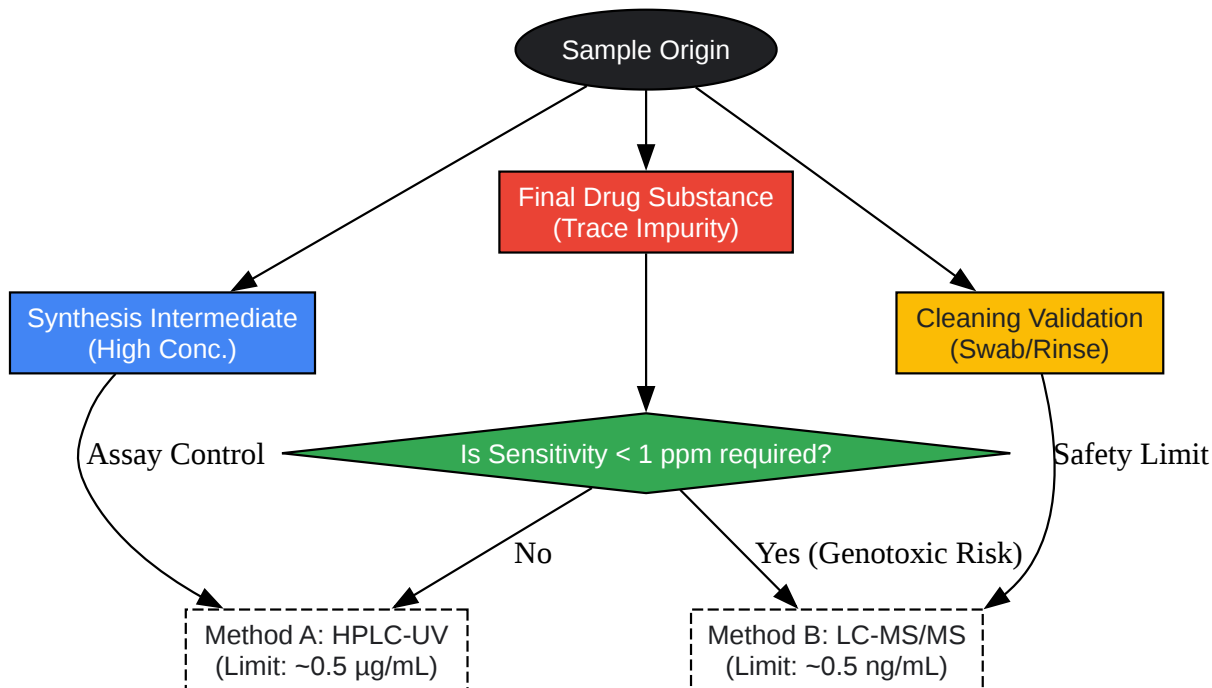 Sample Origin
Final Drug Substance
(Trace Impurity)
Synthesis Intermediate
(High Conc.)
Cleaning Validation
(Swab/Rinse)
Assay Control
Is Sensitivity < 1 ppm required?
Safety Limit
No
Yes (Genotoxic Risk)
Method A: HPLC-UV
(Limit: ~0.5 µg/mL)
Method B: LC-MS/MS
(Limit: ~0.5 ng/mL)